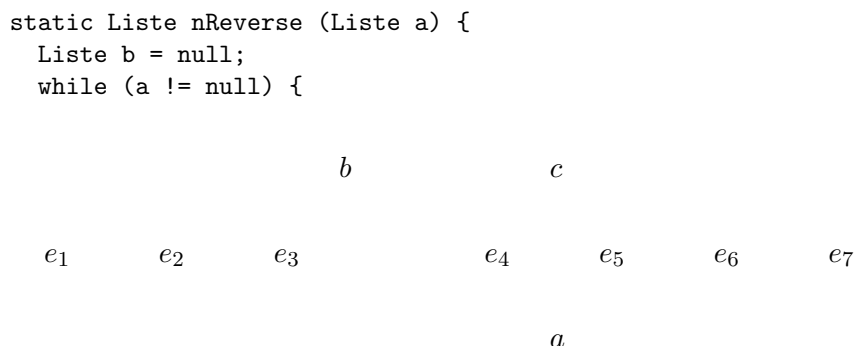 static Liste nReverse (Liste a) {
Liste b = null;
while (a != null) {
b c
e₁ e₂ e₃ e₄ e₅ e₆ e₇
a